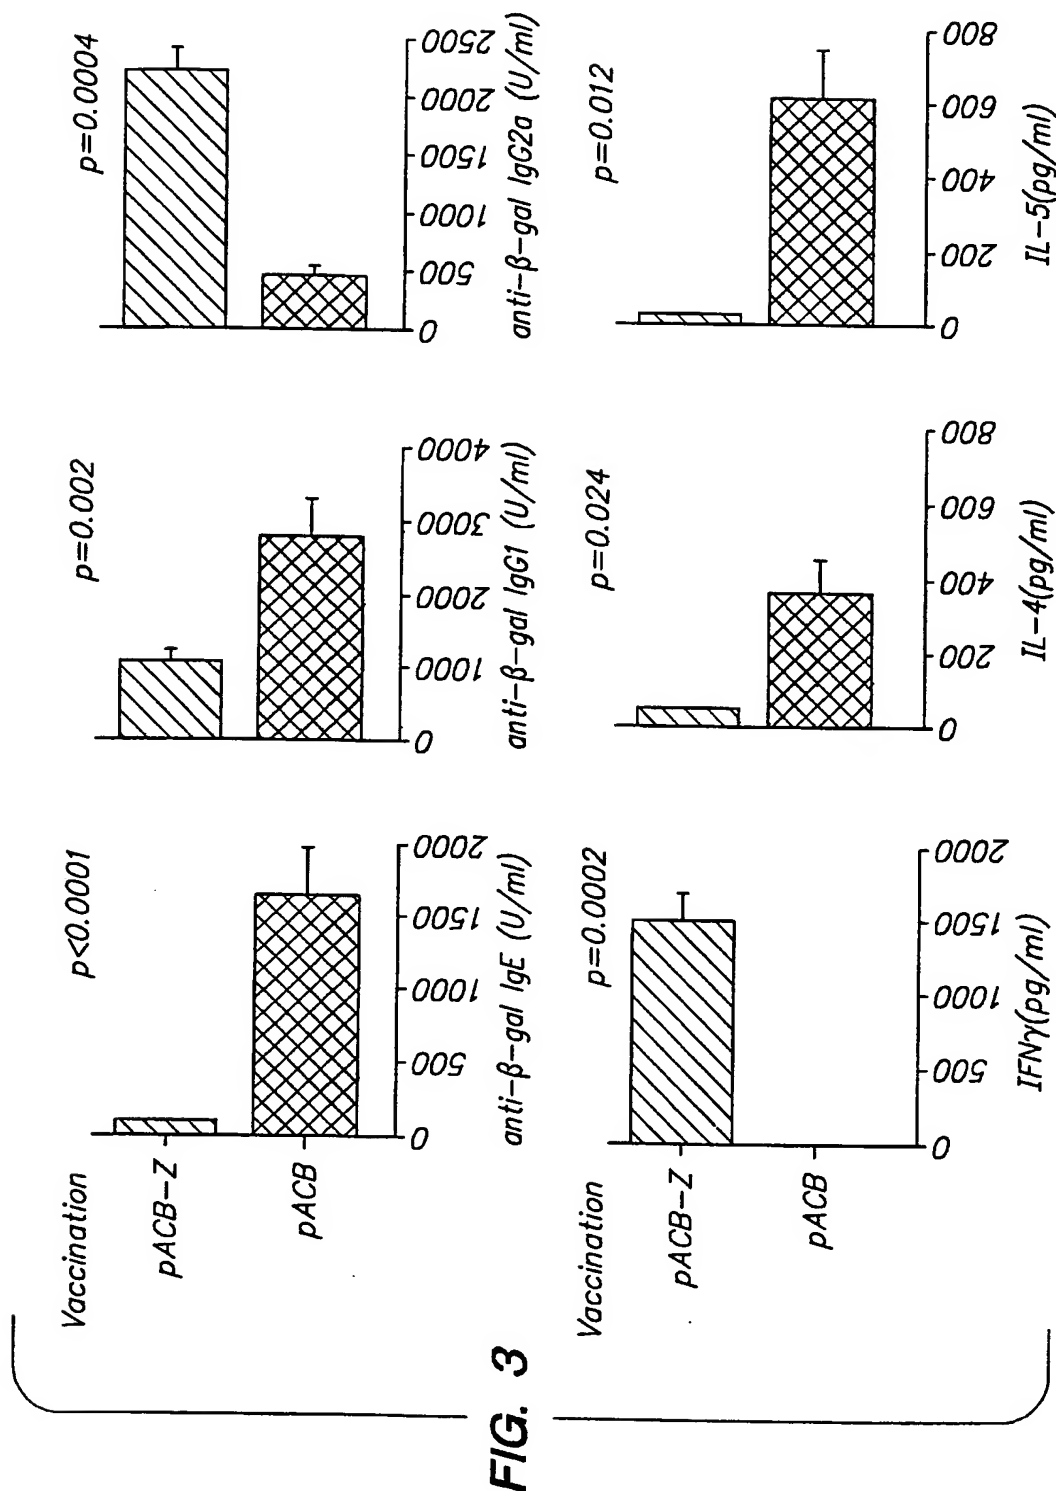 FIG. 3
Vaccination
pACB-Z
pACB
p<0.0001
0 500 1000 1500 2000
anti-β-gal IgE (U/ml)
p=0.002
0 1000 2000 3000 4000
anti-β-gal IgG1 (U/ml)
p=0.0004
0 500 1000 1500 2000 2500
anti-β-gal IgG2a (U/ml)
Vaccination
pACB-Z
pACB
p=0.0002
0 500 1000 1500 2000
IFNγ(pg/ml)
p=0.024
0 200 400 600 800
IL-4(pg/ml)
p=0.012
0 200 400 600 800
IL-5(pg/ml)